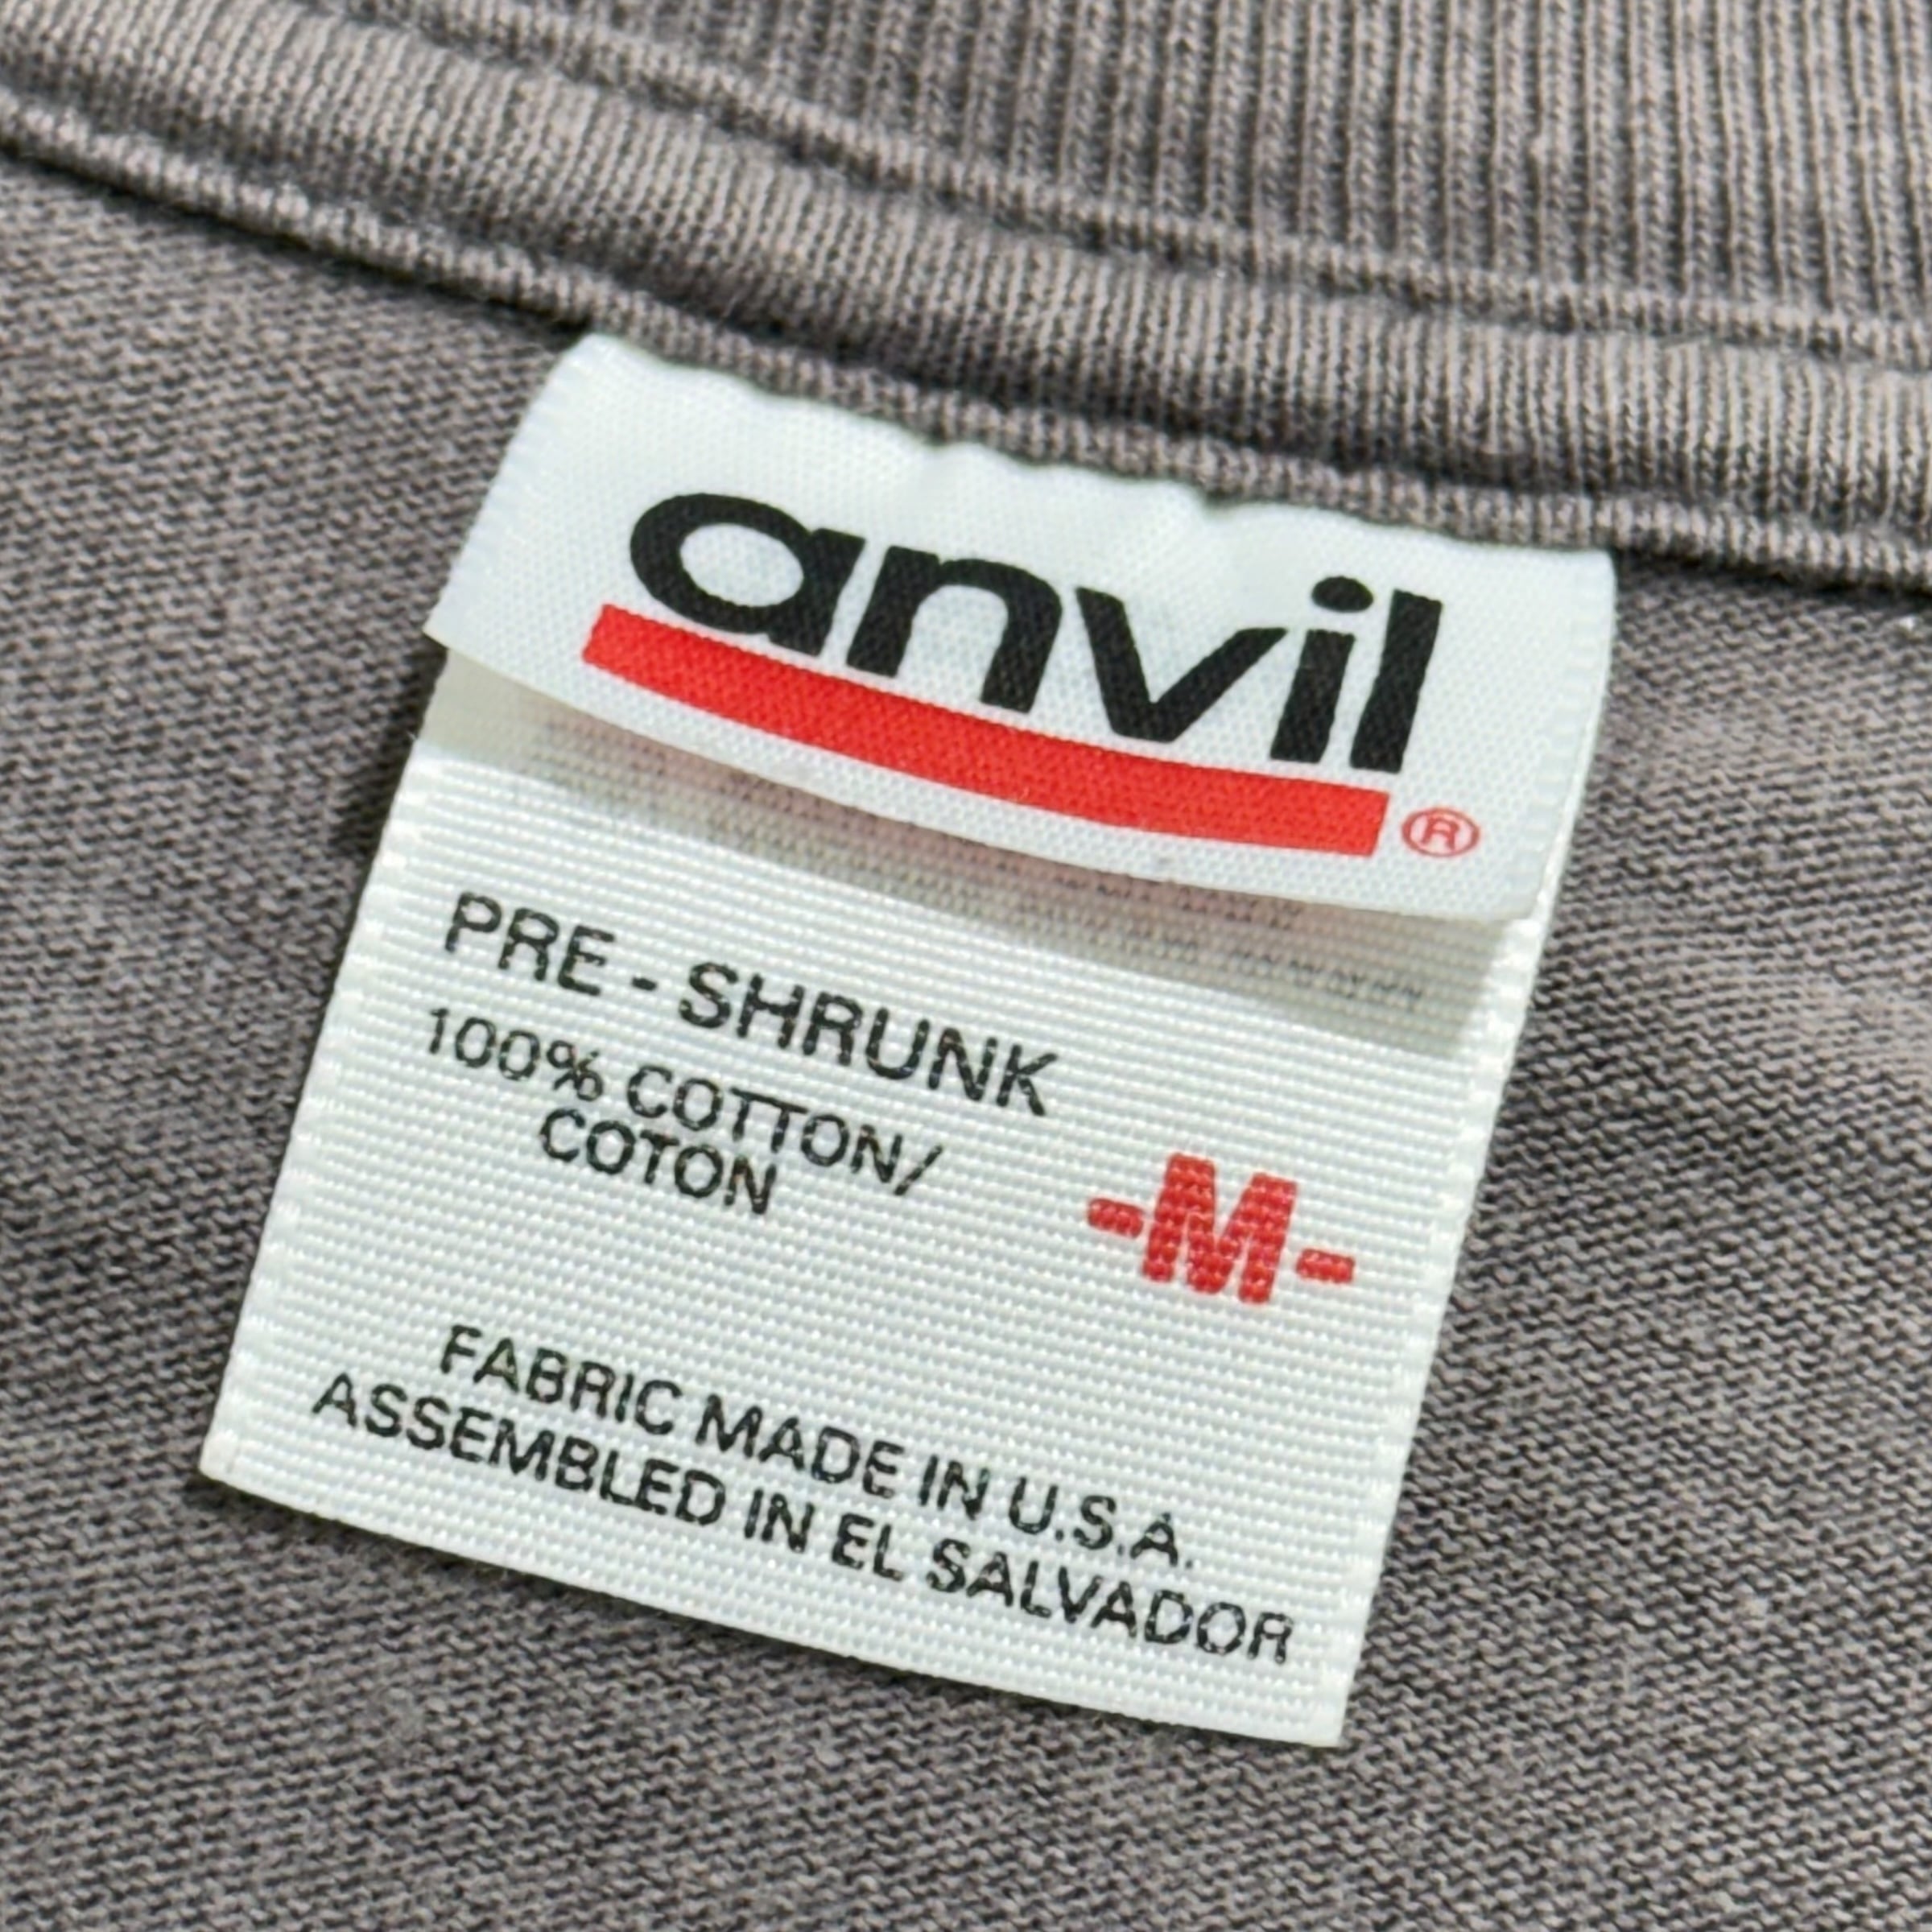 anvil®
PRE - SHRUNK
100% COTTON/
COTON
-M-
FABRIC MADE IN U.S.A.
ASSEMBLED IN EL SALVADOR